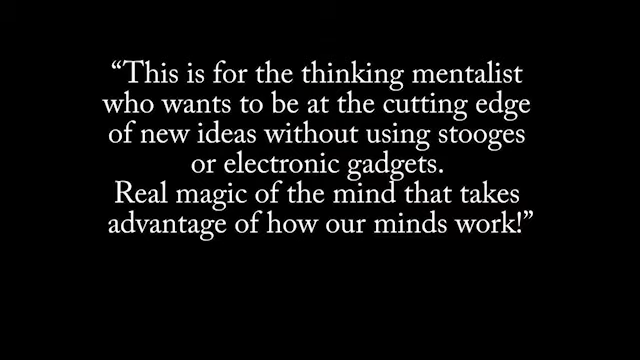 “This is for the thinking mentalist
who wants to be at the cutting edge
of new ideas without using stooges
or electronic gadgets.
Real magic of the mind that takes
advantage of how our minds work!”